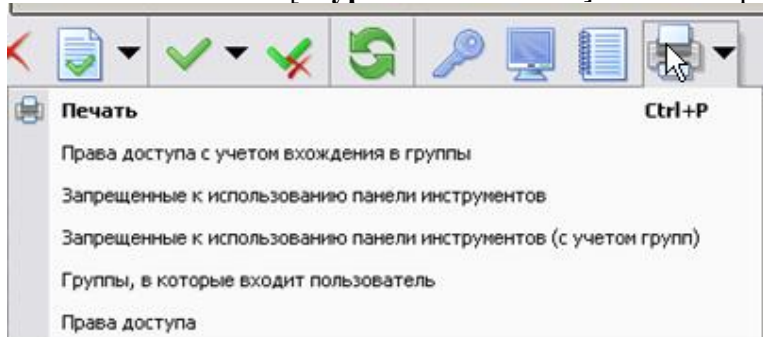 Печать Ctrl+P
Права доступа с учетом вхождения в группы
Запрещенные к использованию панели инструментов
Запрещенные к использованию панели инструментов (с учетом групп)
Группы, в которые входит пользователь
Права доступа